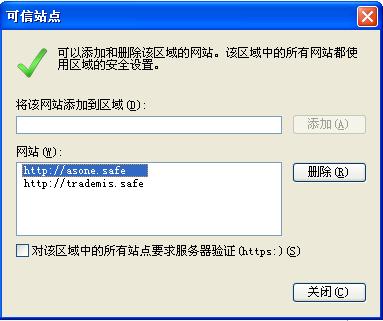 可信站点
可以添加和删除该区域的网站。该区域中的所有网站都使
用区域的安全设置。
将该网站添加到区域(D):
添加(A)
网站(W):
http://asone.safe
http://trademis.safe
删除(R)
对该区域中的所有站点要求服务器验证(https:)(S)
关闭(C)